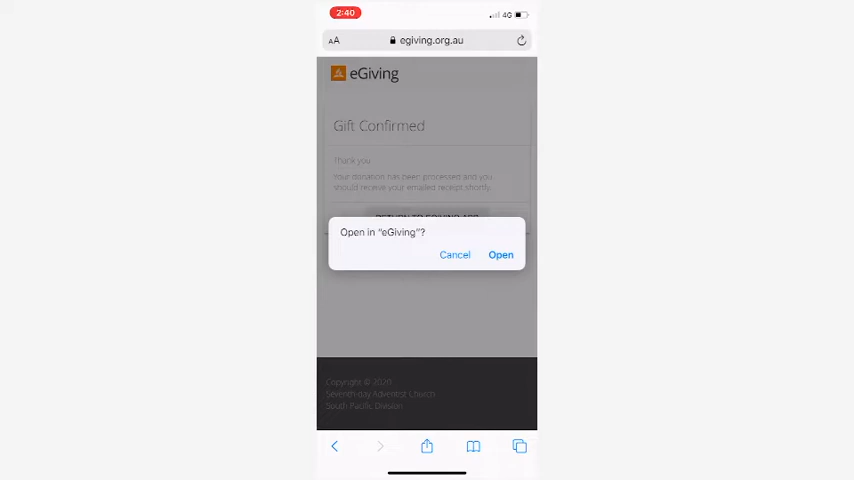 2:40
4G
AA
egiving.org.au
eGiving
Gift Confirmed
Thank you
Your donation has been processed and you
should receive your emailed receipt shortly.
RETURN TO EGIVING APP
Open in “eGiving”?
Cancel Open
Copyright © 2020
Seventh-day Adventist Church
South Pacific Division